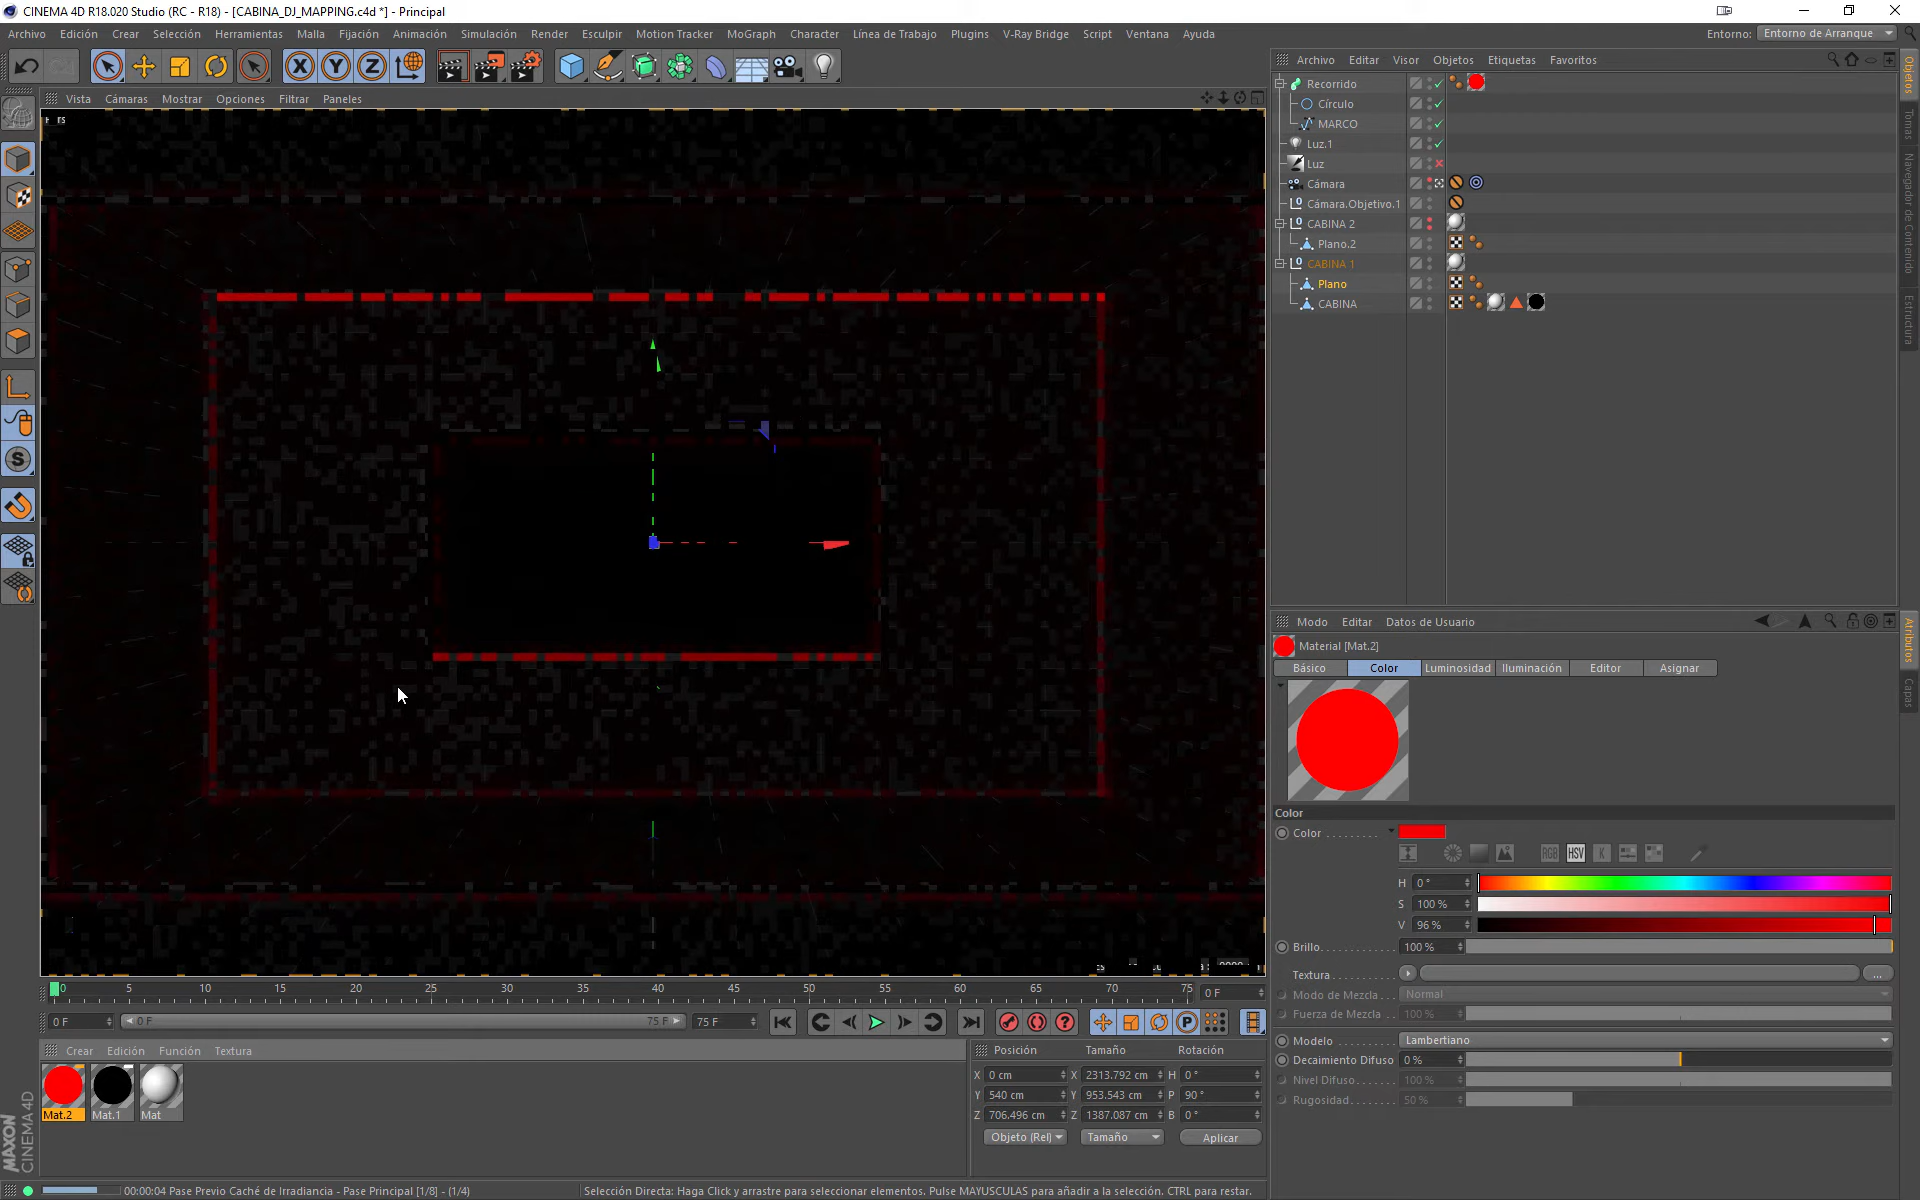 CINEMA 4D R18.020 Studio (RC - R18) - [CABINA_DJ_MAPPING.c4d *] - Principal
Archivo Edición Crear Selección Herramientas Malla Fijación Animación Simulación Render Esculpir Motion Tracker MoGraph Character Línea de Trabajo Plugins V-Ray Bridge Script Ventana Ayuda Entorno: Entorno de Arranque
X Y Z
Vista Cámaras Mostrar Opciones Filtrar Paneles
Archivo Editar Visor Objetos Etiquetas Favoritos
Recorrido
Círculo
MARCO
Luz.1
Luz
Cámara
Cámara.Objetivo.1
CABINA 2
Plano.2
CABINA 1
Plano
CABINA
Objetos
Tomas
Navegador de Contenido
Estructura
Modo Editar Datos de Usuario
Material [Mat.2]
Básico Color Luminosidad Iluminación Editor Asignar
Atributos
Capas
Color
Color
RGB HSV K
H 0 °
S 100 %
V 96 %
Brillo 100 %
Textura ...
Modo de Mezcla Normal
Fuerza de Mezcla 100 %
Modelo Lambertiano
Decaimiento Difuso 0 %
Nivel Difuso 100 %
Rugosidad 50 %
0 5 10 15 20 25 30 35 40 45 50 55 60 65 70 75 0 F
0 F 0 F 75 F 75 F
Crear Edición Función Textura
Mat.2 Mat.1 Mat
Posición Tamaño Rotación
X 0 cm X 2313.792 cm H 0 °
Y 540 cm Y 953.543 cm P 90 °
Z 706.496 cm Z 1387.087 cm B 0 °
Objeto (Rel) Tamaño Aplicar
MAXON CINEMA 4D
00:00:04 Pase Previo Caché de Irradiancia - Pase Principal [1/8] - (1/4) Selección Directa: Haga Click y arrastre para seleccionar elementos. Pulse MAYUSCULAS para añadir a la selección. CTRL para restar.